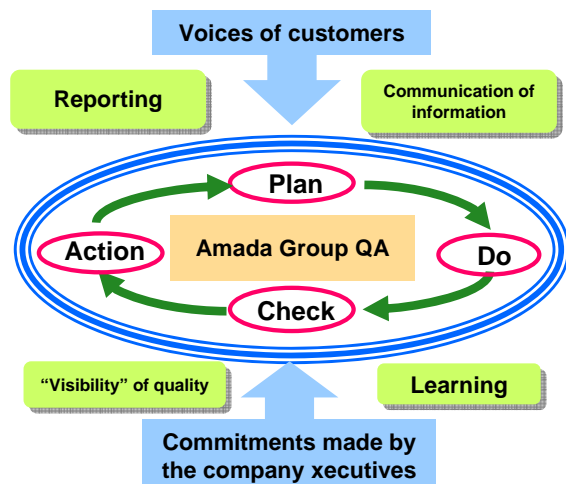 Voices of customers
Reporting
Communication of
information
Plan
Action
Amada Group QA
Do
Check
“Visibility” of quality
Learning
Commitments made by
the company xecutives